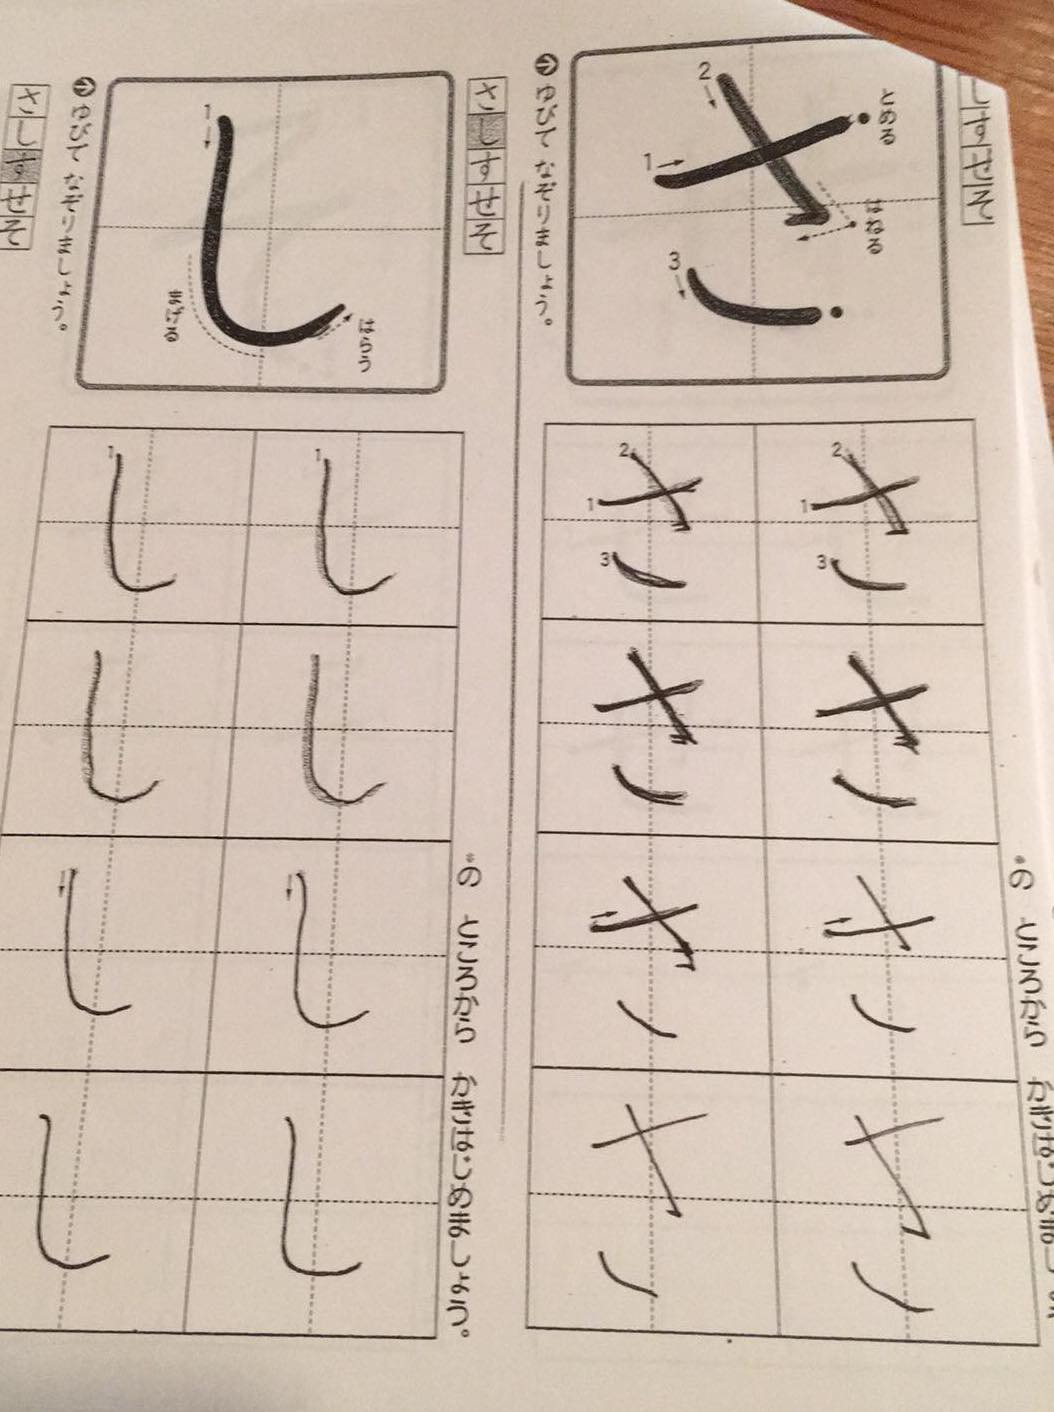 しすせそ
の ところから かきはじめまし
とめる
はねる
1
2
3
1 2 3
1 2 3
ゆびで なぞりましょう。
さしすせそ
の ところから かきはじめましょう。
はらう
1
まげる
1
1
ゆびで なぞりましょう。
さしすせそ